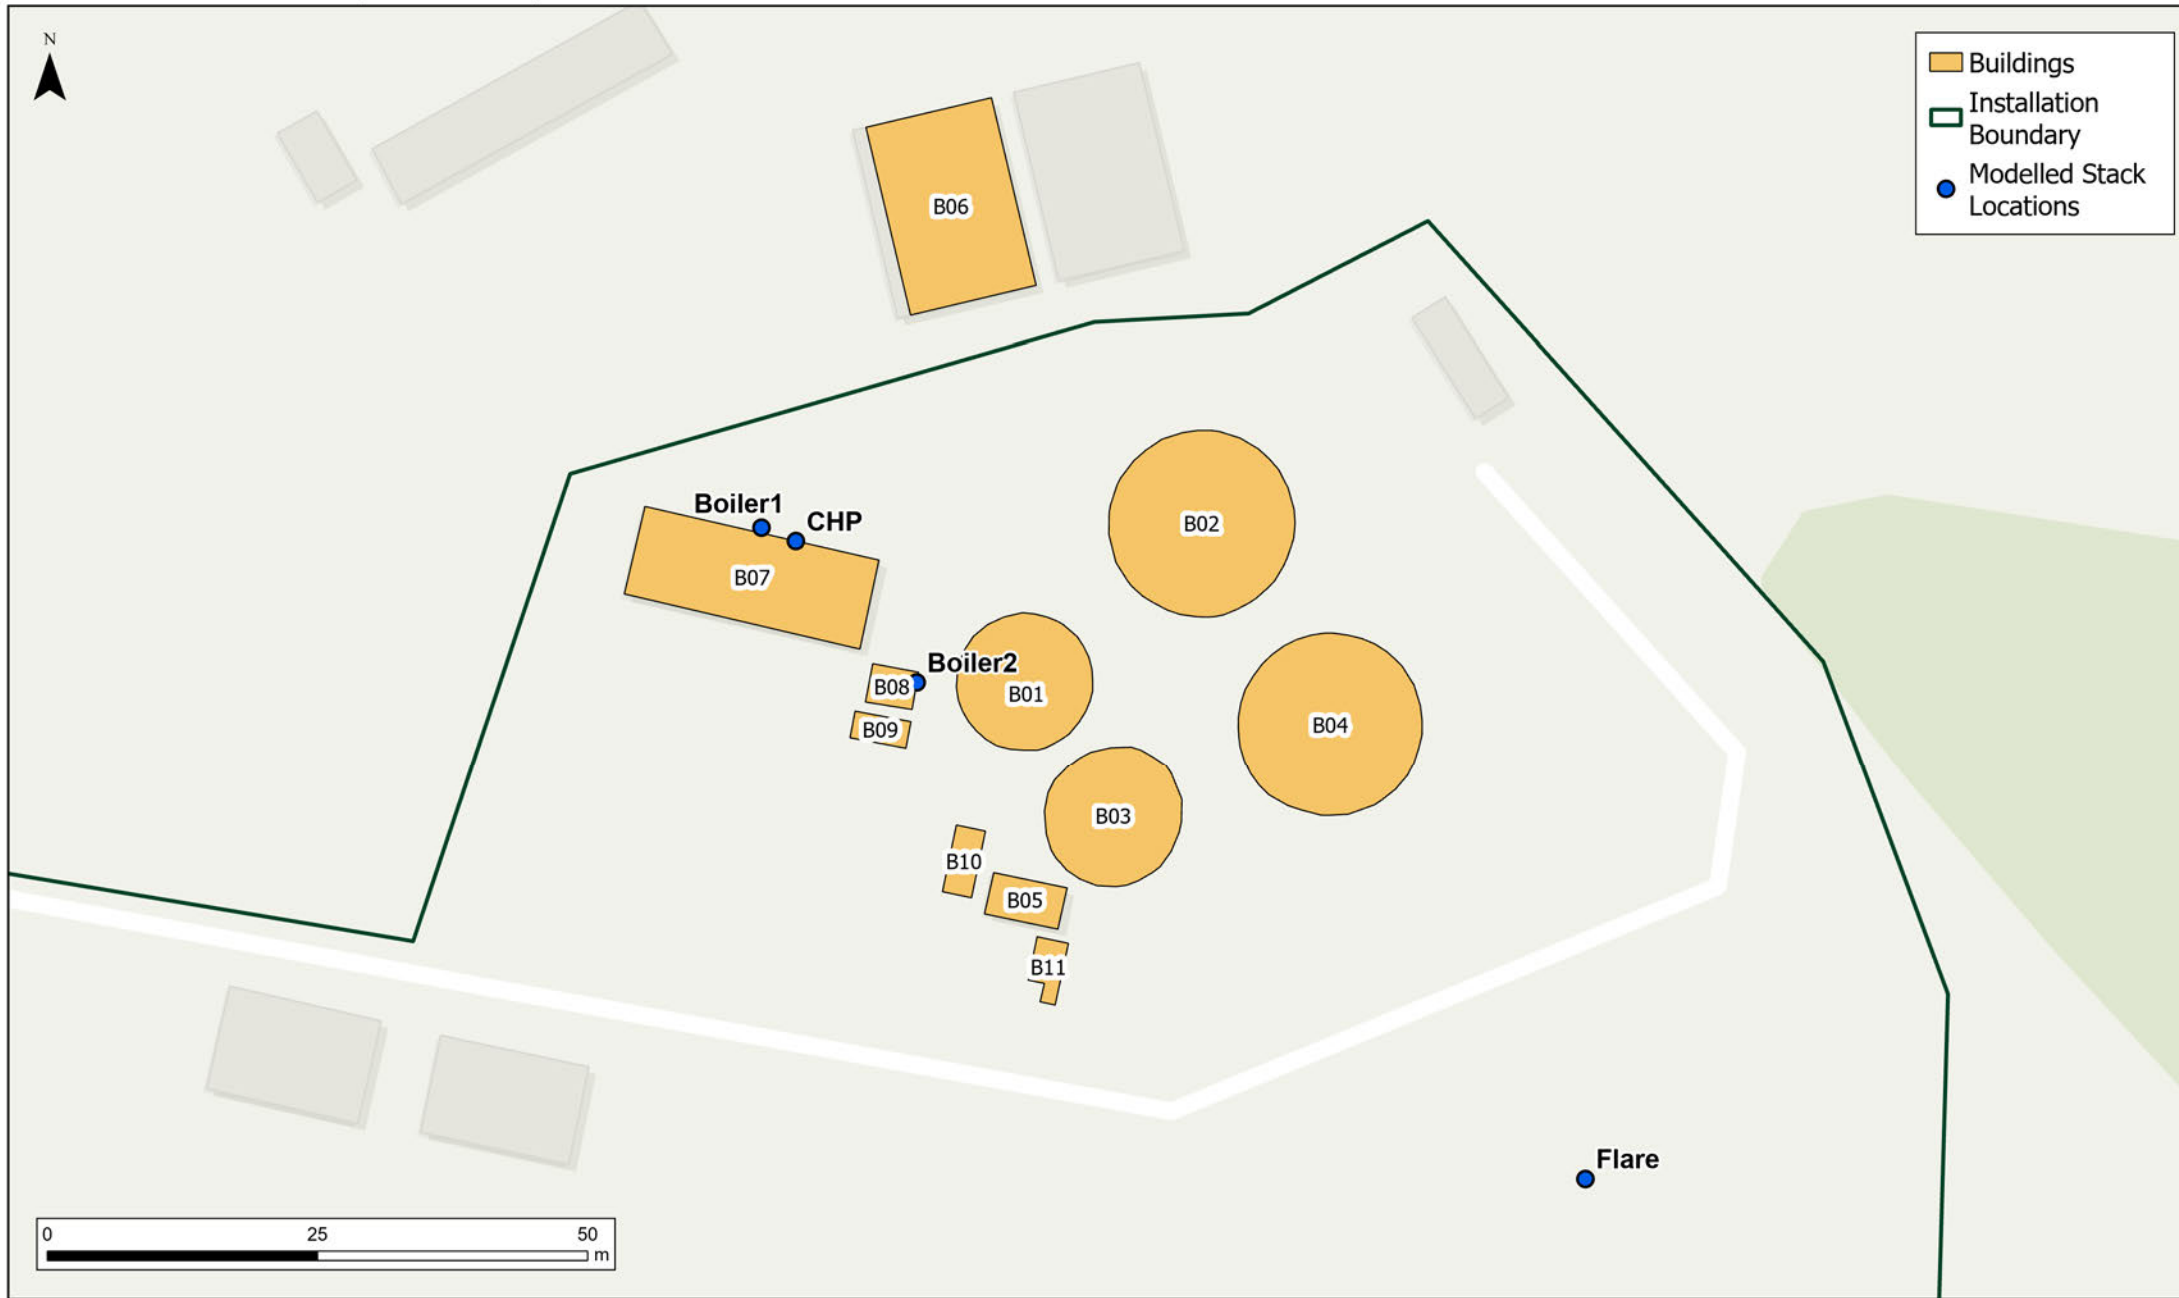 N
Buildings
Installation
Boundary
Modelled Stack
Locations
B06
Boiler1
CHP
B02
B07
Boiler2
B08
B01
B09
B04
B03
B10
B05
B11
Flare
0 25 50
m